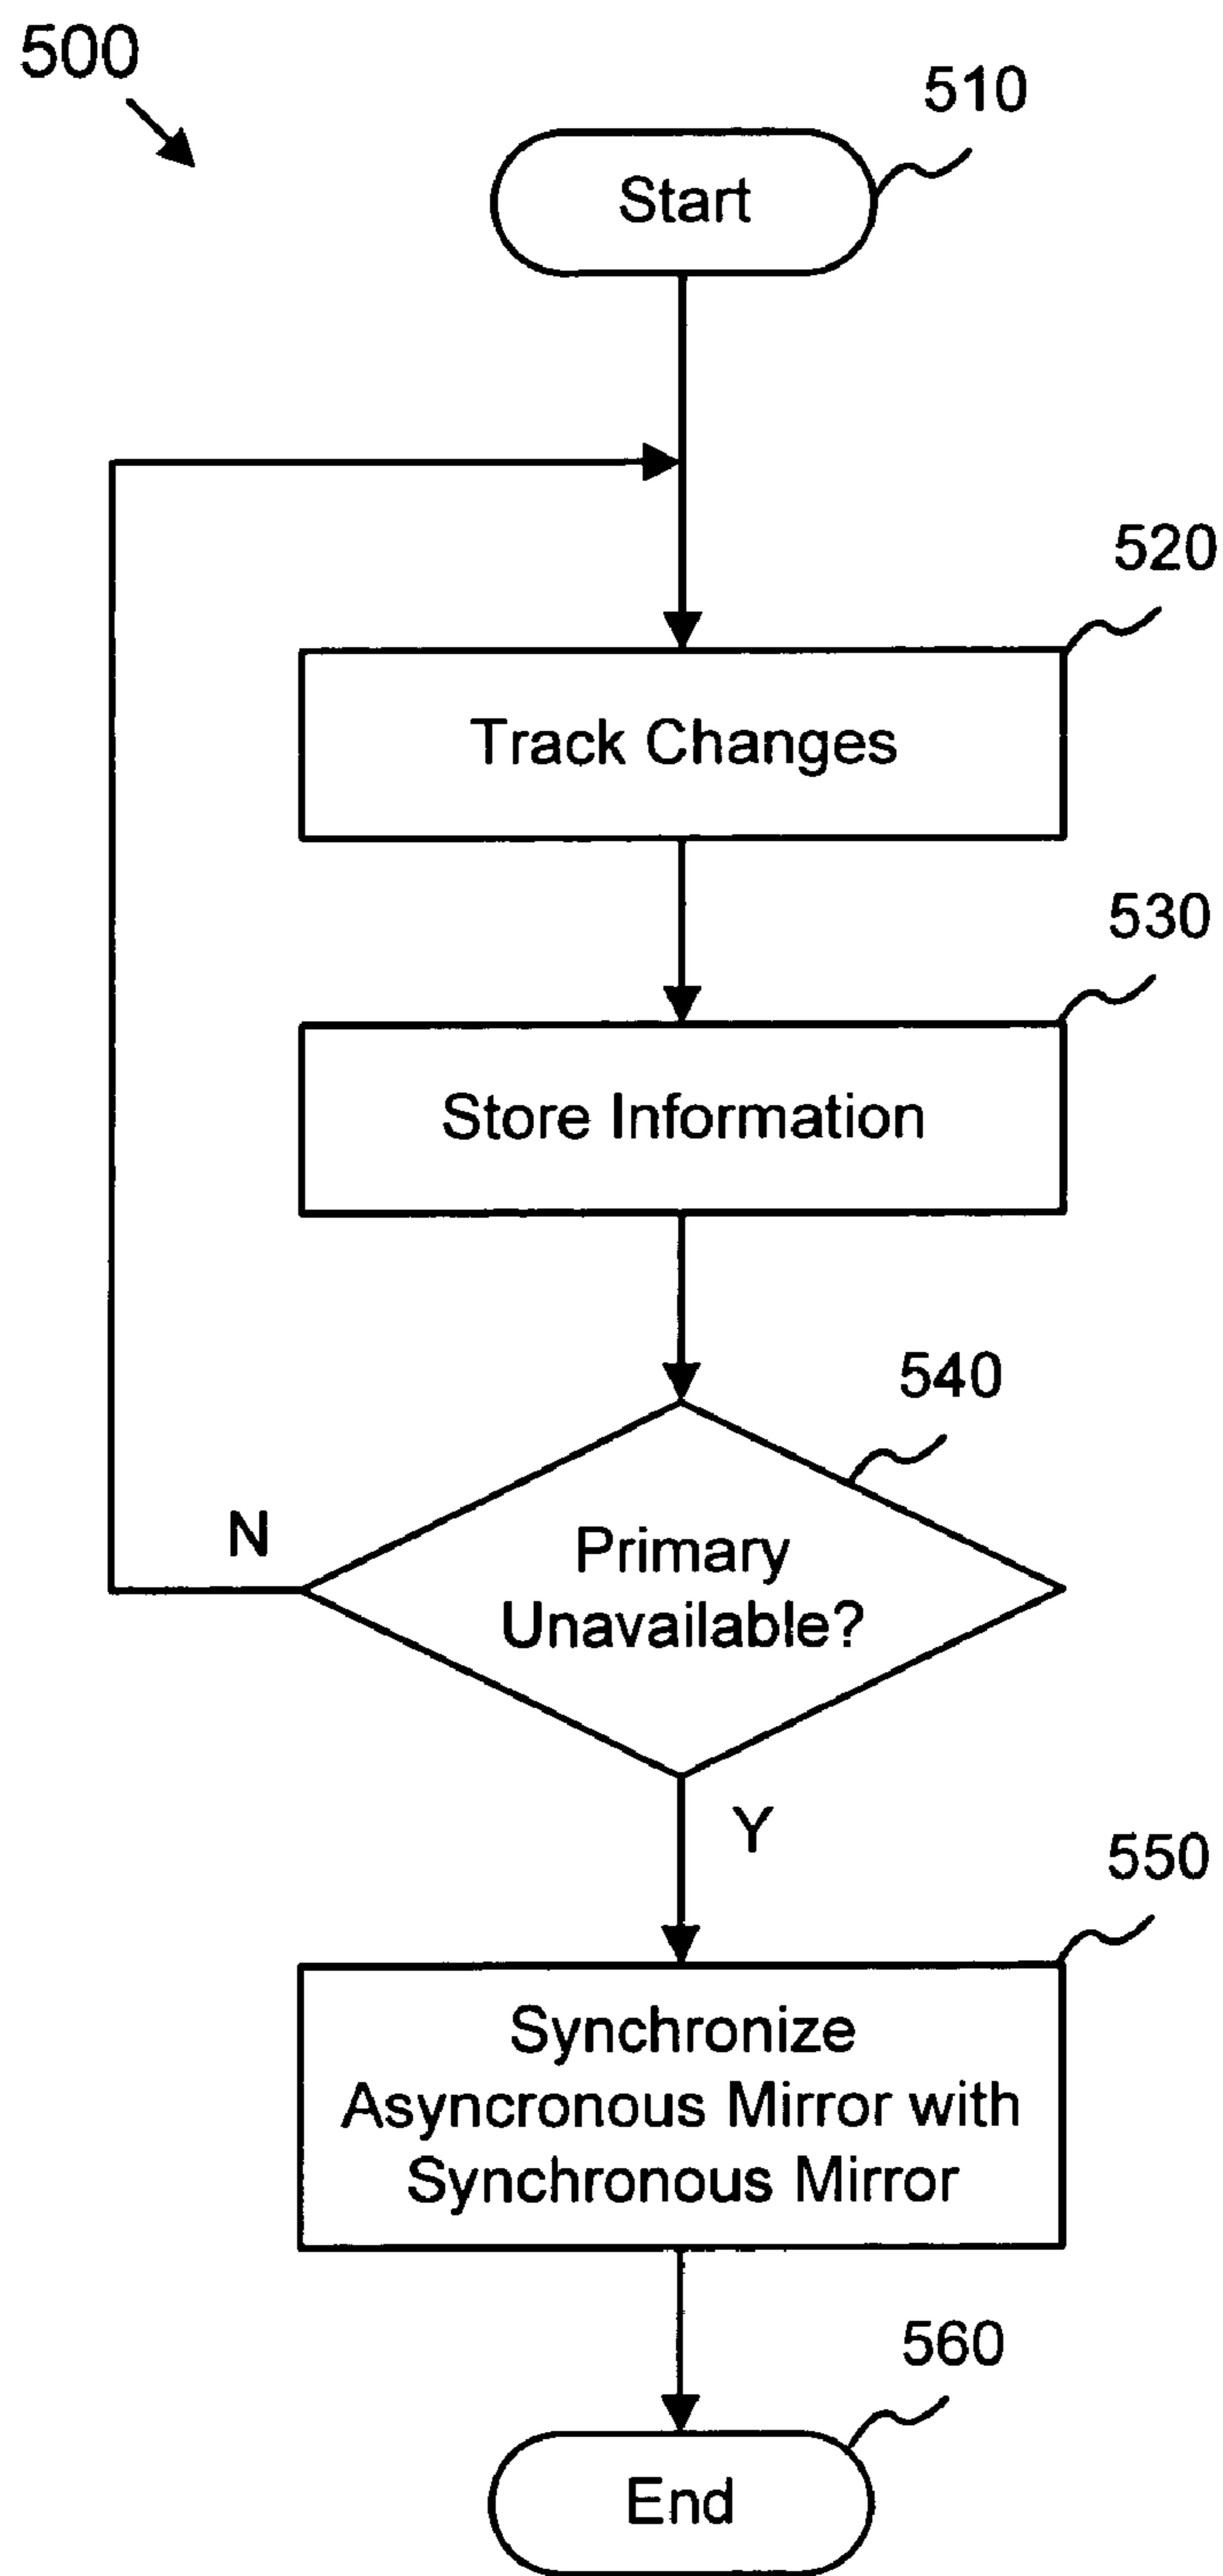 500
510
Start
520
Track Changes
530
Store Information
540
N
Primary
Unavailable?
Y
550
Synchronize
Asyncronous Mirror with
Synchronous Mirror
560
End